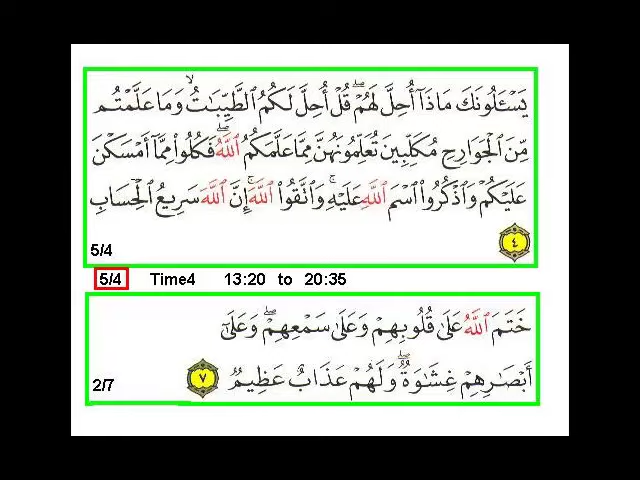 يَسْـَٔلُونَكَ مَاذَآ أُحِلَّ لَهُمْ ۖ قُلْ أُحِلَّ لَكُمُ ٱلطَّيِّبَـٰتُ ۙ وَمَا عَلَّمْتُم
مِّنَ ٱلْجَوَارِحِ مُكَلِّبِينَ تُعَلِّمُونَهُنَّ مِمَّا عَلَّمَكُمُ ٱللَّهُ ۖ فَكُلُوا۟ مِمَّآ أَمْسَكْنَ
عَلَيْكُمْ وَٱذْكُرُوا۟ ٱسْمَ ٱللَّهِ عَلَيْهِ ۖ وَٱتَّقُوا۟ ٱللَّهَ ۚ إِنَّ ٱللَّهَ سَرِيعُ ٱلْحِسَابِ
٤
5/4
5/4 Time4 13:20 to 20:35
خَتَمَ ٱللَّهُ عَلَىٰ قُلُوبِهِمْ وَعَلَىٰ سَمْعِهِمْ ۖ وَعَلَىٰٓ
أَبْصَـٰرِهِمْ غِشَـٰوَةٌ ۖ وَلَهُمْ عَذَابٌ عَظِيمٌ ٧
2/7